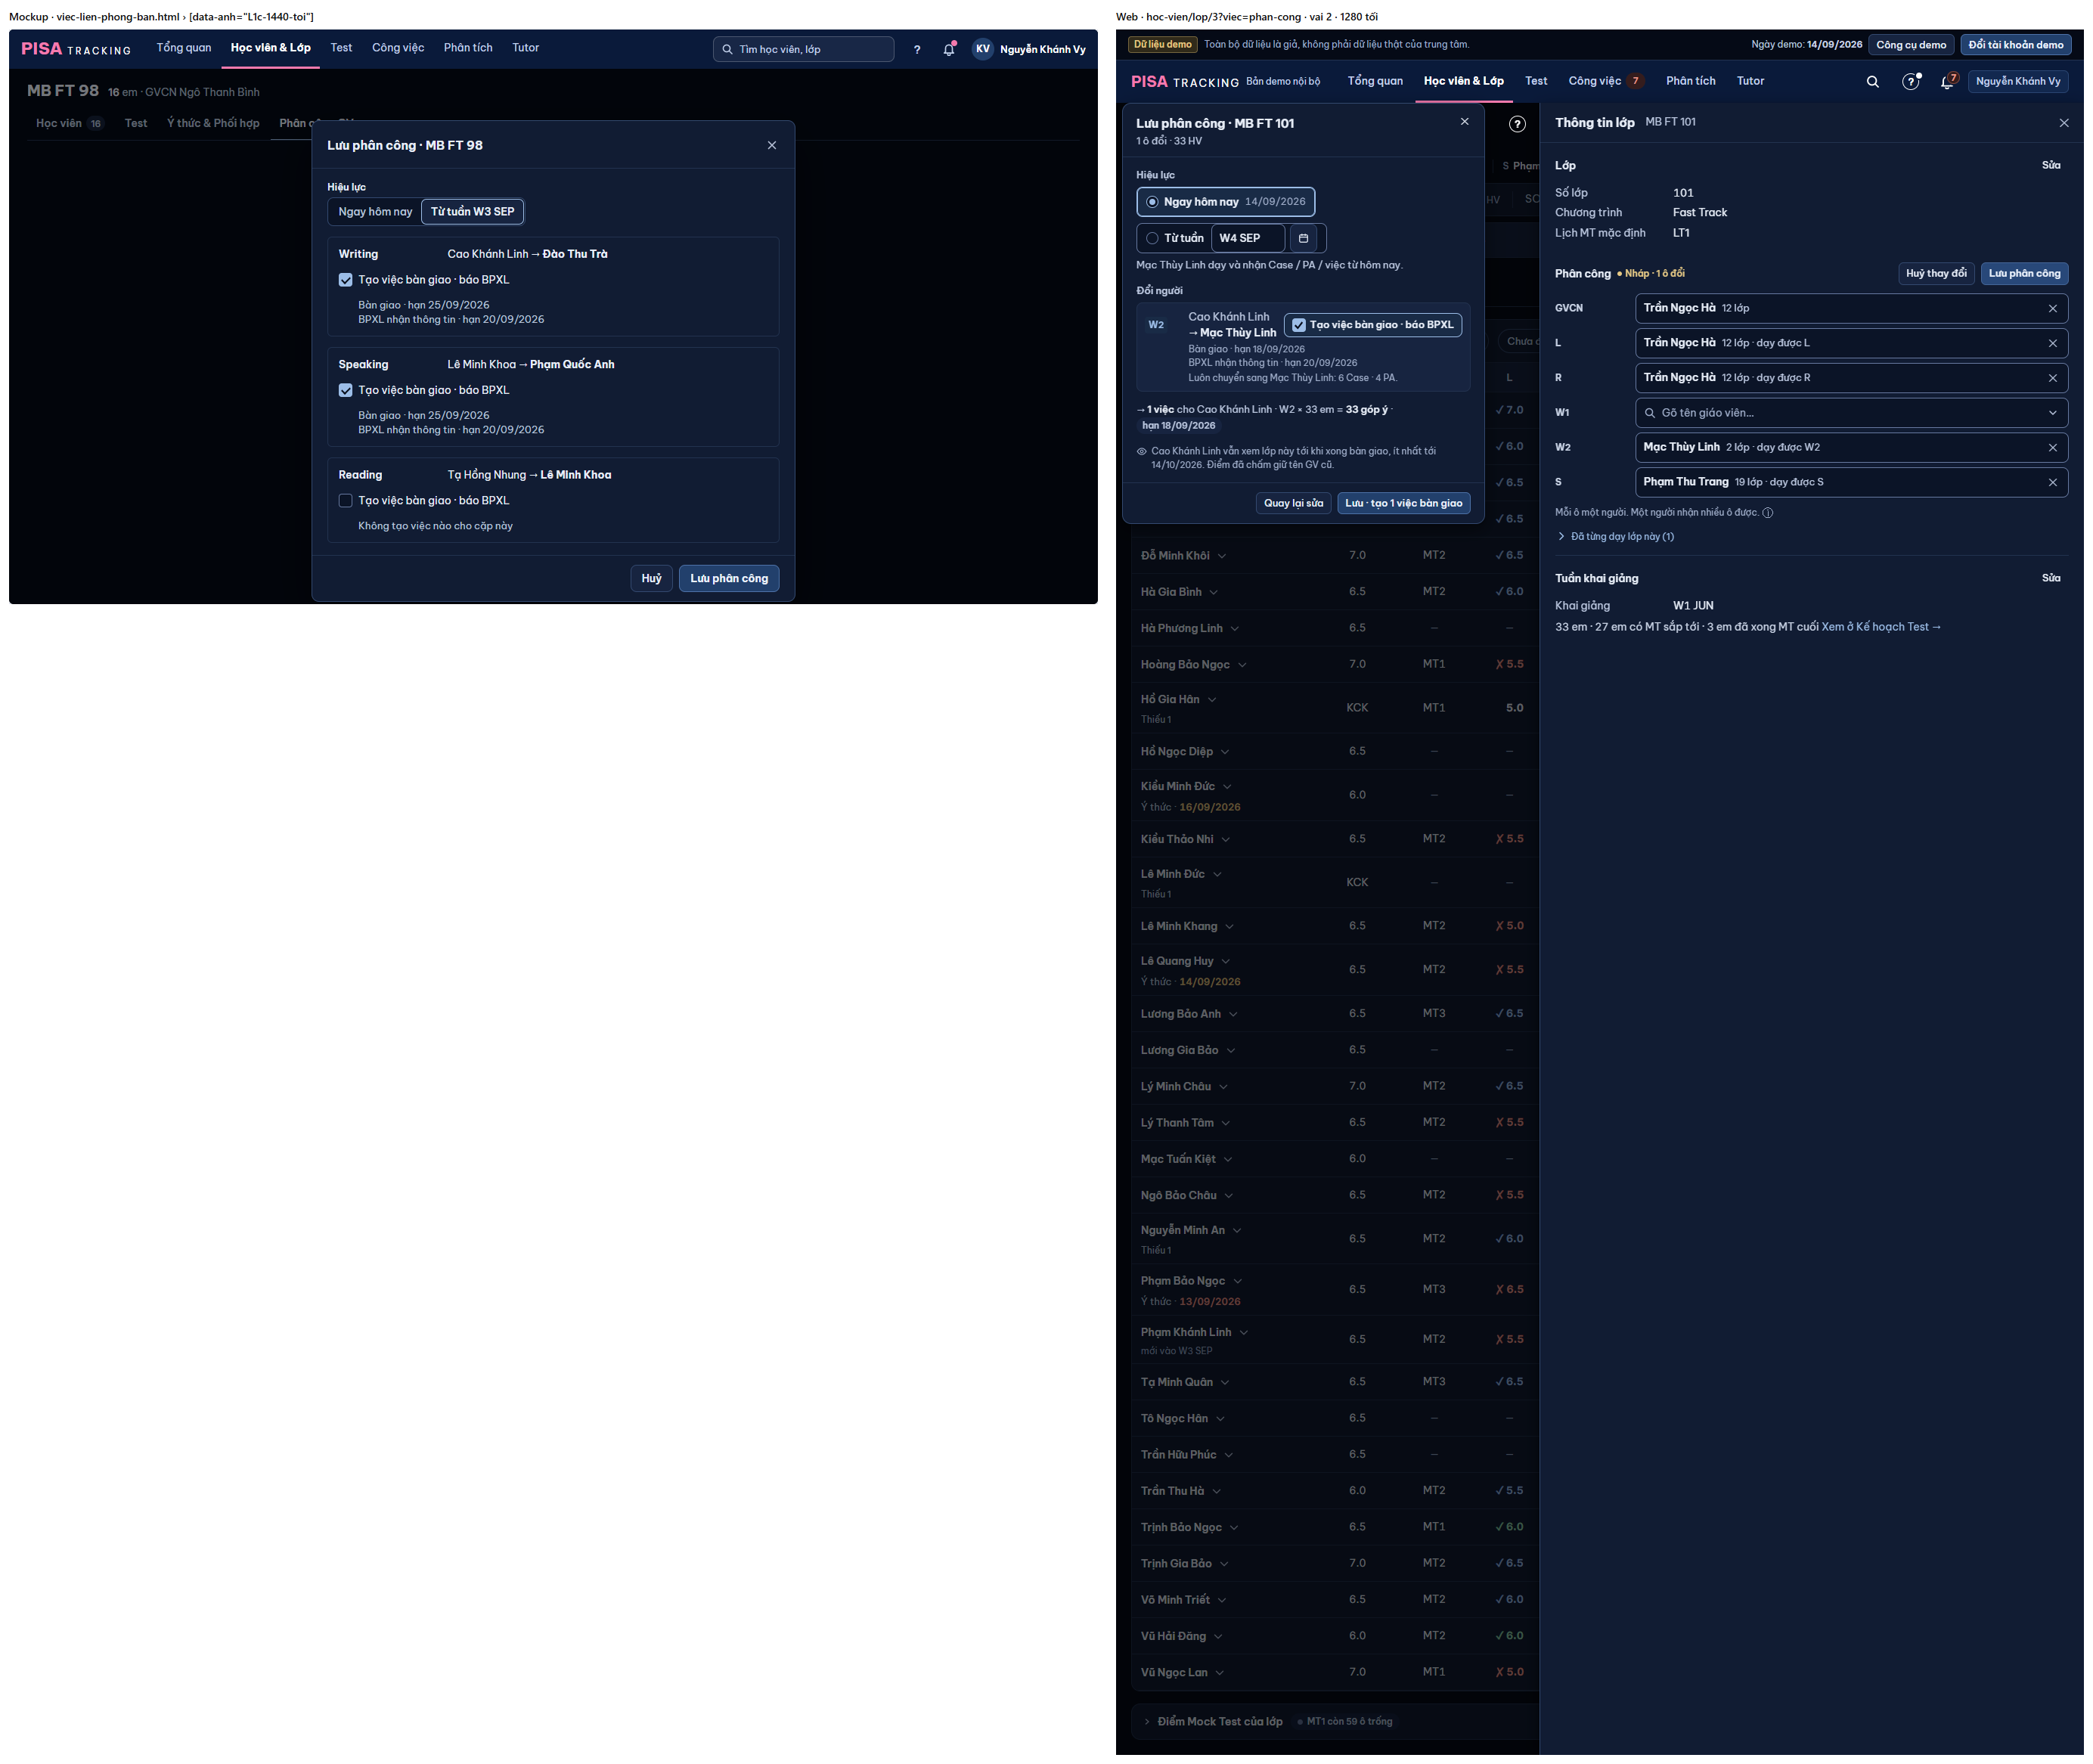 Mockup · viec-lien-phong-ban.html › [data-anh="L1c-1440-toi"]
PISA TRACKING Tổng quan Học viên & Lớp Test Công việc Phân tích Tutor Tìm học viên, lớp ? KV Nguyễn Khánh Vy
MB FT 98 16 em · GVCN Ngô Thanh Bình
Học viên 16 Test Ý thức & Phối hợp
Lưu phân công · MB FT 98
Hiệu lực
Ngay hôm nay Từ tuần W3 SEP
Writing Cao Khánh Linh → Đào Thu Trà
Tạo việc bàn giao · báo BPXL
Bàn giao · hạn 25/09/2026
BPXL nhận thông tin · hạn 20/09/2026
Speaking Lê Minh Khoa → Phạm Quốc Anh
Tạo việc bàn giao · báo BPXL
Bàn giao · hạn 25/09/2026
BPXL nhận thông tin · hạn 20/09/2026
Reading Tạ Hồng Nhung → Lê Minh Khoa
Tạo việc bàn giao · báo BPXL
Không tạo việc nào cho cặp này
Huỷ Lưu phân công
Web · hoc-vien/lop/3?viec=phan-cong · vai 2 · 1280 tối
Dữ liệu demo Toàn bộ dữ liệu là giả, không phải dữ liệu thật của trung tâm. Ngày demo: 14/09/2026 Công cụ demo Đổi tài khoản demo
PISA TRACKING Bản demo nội bộ Tổng quan Học viên & Lớp Test Công việc 7 Phân tích Tutor ? 7 Nguyễn Khánh Vy
Lưu phân công · MB FT 101
1 ô đổi · 33 HV
Hiệu lực
Ngay hôm nay 14/09/2026
Từ tuần W4 SEP
Mạc Thùy Linh dạy và nhận Case / PA / việc từ hôm nay.
Đổi người
W2 Cao Khánh Linh → Mạc Thùy Linh Tạo việc bàn giao · báo BPXL
Bàn giao · hạn 18/09/2026
BPXL nhận thông tin · hạn 20/09/2026
Luôn chuyển sang Mạc Thùy Linh: 6 Case · 4 PA.
→ 1 việc cho Cao Khánh Linh · W2 × 33 em = 33 góp ý ·
hạn 18/09/2026
Cao Khánh Linh vẫn xem lớp này tới khi xong bàn giao, ít nhất tới
14/10/2026. Điểm đã chấm giữ tên GV cũ.
Quay lại sửa Lưu · tạo 1 việc bàn giao
?
S Phạm
HV
L
✓ 7.0
✓ 6.0
✓ 6.5
✓ 6.5
Đỗ Minh Khôi 7.0 MT2 ✓ 6.5
Hà Gia Bình 6.5 MT2 ✓ 6.0
Hà Phương Linh 6.5 — —
Hoàng Bảo Ngọc 7.0 MT1 ✗ 5.5
Hồ Gia Hân KCK MT1 5.0
Thiếu 1
Hồ Ngọc Diệp 6.5 — —
Kiều Minh Đức 6.0 — —
Ý thức · 16/09/2026
Kiều Thảo Nhi 6.5 MT2 ✗ 5.5
Lê Minh Đức KCK — —
Thiếu 1
Lê Minh Khang 6.5 MT2 ✗ 5.0
Lê Quang Huy 6.5 MT2 ✗ 5.5
Ý thức · 14/09/2026
Lương Bảo Anh 6.5 MT3 ✓ 6.5
Lương Gia Bảo 6.5 — —
Lý Minh Châu 7.0 MT2 ✓ 6.5
Lý Thanh Tâm 6.5 MT2 ✗ 5.5
Mạc Tuấn Kiệt 6.0 — —
Ngô Bảo Châu 6.5 MT2 ✗ 5.5
Nguyễn Minh An 6.5 MT2 ✓ 6.0
Thiếu 1
Phạm Bảo Ngọc 6.5 MT3 ✗ 6.5
Ý thức · 13/09/2026
Phạm Khánh Linh 6.5 MT2 ✗ 5.5
mới vào W3 SEP
Tạ Minh Quân 6.5 MT3 ✓ 6.5
Tô Ngọc Hân 6.5 — —
Trần Hữu Phúc 6.5 — —
Trần Thu Hà 6.0 MT2 ✓ 5.5
Trịnh Bảo Ngọc 6.5 MT1 ✓ 6.0
Trịnh Gia Bảo 7.0 MT2 ✓ 6.5
Võ Minh Triết 6.5 MT2 ✓ 6.0
Vũ Hải Đăng 6.0 MT2 ✓ 6.0
Vũ Ngọc Lan 7.0 MT1 ✗ 5.0
Điểm Mock Test của lớp MT1 còn 59 ô trống
Thông tin lớp MB FT 101
Lớp Sửa
Số lớp 101
Chương trình Fast Track
Lịch MT mặc định LT1
Phân công Nháp · 1 ô đổi Huỷ thay đổi Lưu phân công
GVCN Trần Ngọc Hà 12 lớp
L Trần Ngọc Hà 12 lớp · dạy được L
R Trần Ngọc Hà 12 lớp · dạy được R
W1 Gõ tên giáo viên...
W2 Mạc Thùy Linh 2 lớp · dạy được W2
S Phạm Thu Trang 19 lớp · dạy được S
Mỗi ô một người. Một người nhận nhiều ô được.
Đã từng dạy lớp này (1)
Tuần khai giảng Sửa
Khai giảng W1 JUN
33 em · 27 em có MT sắp tới · 3 em đã xong MT cuối Xem ở Kế hoạch Test →